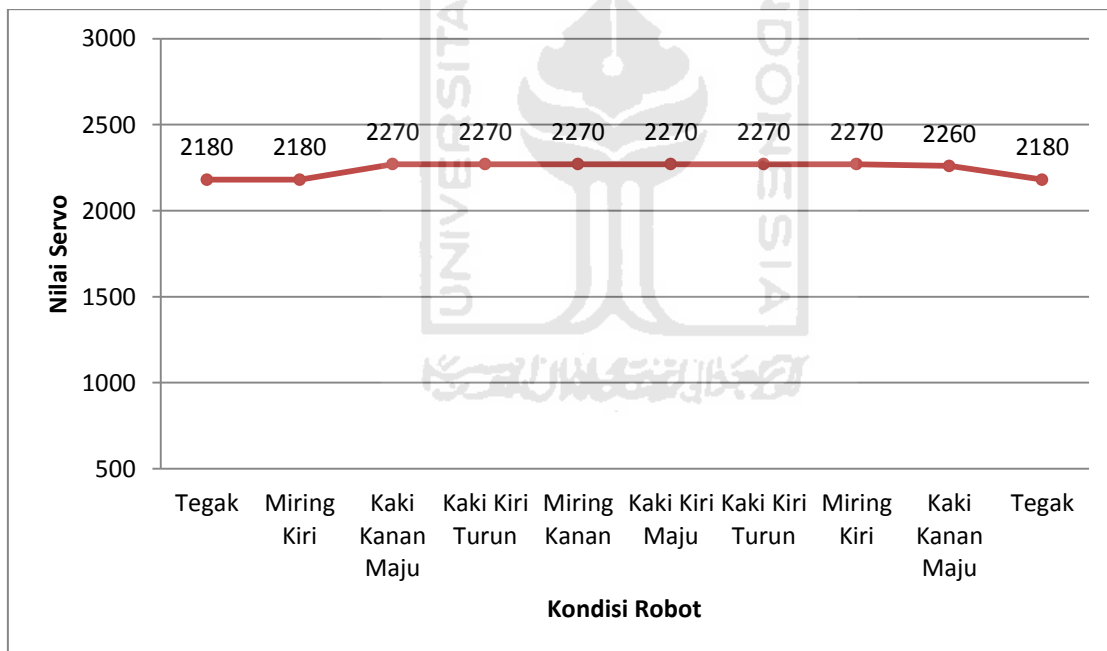 3000
2500
2000
1500
1000
500
Nilai Servo
2180
2180
2270
2270
2270
2270
2270
2270
2260
2180
Tegak
Miring
Kiri
Kaki
Kanan
Maju
Kaki Kiri
Turun
Miring
Kanan
Kaki Kiri
Maju
Kaki Kiri
Turun
Miring
Kiri
Kaki
Kanan
Maju
Tegak
Kondisi Robot